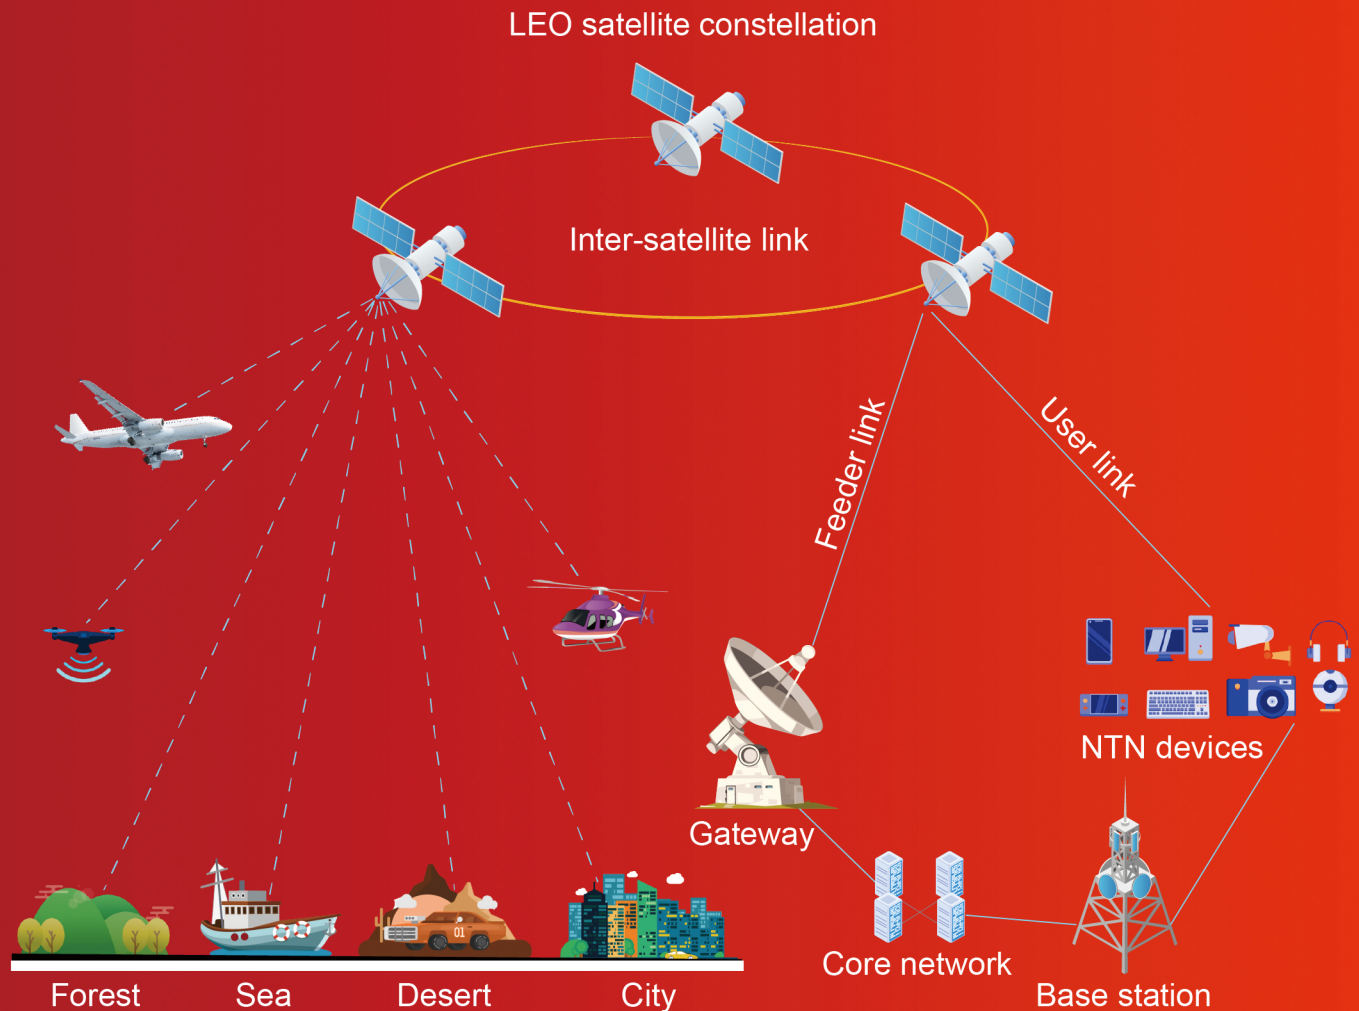 LEO satellite constellation
Inter-satellite link
Feeder link
User link
NTN devices
Gateway
01
Core network
Base station
Forest
Sea
Desert
City